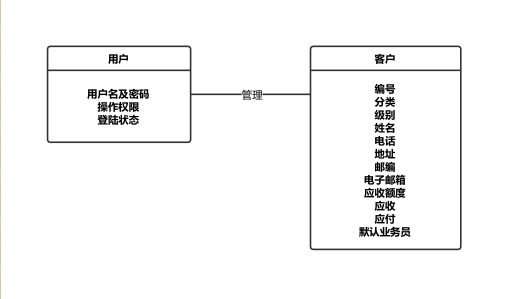 用户
用户名及密码
操作权限
登陆状态
管理
客户
编号
分类
级别
姓名
电话
地址
邮编
电子邮箱
应收额度
应收
应付
默认业务员